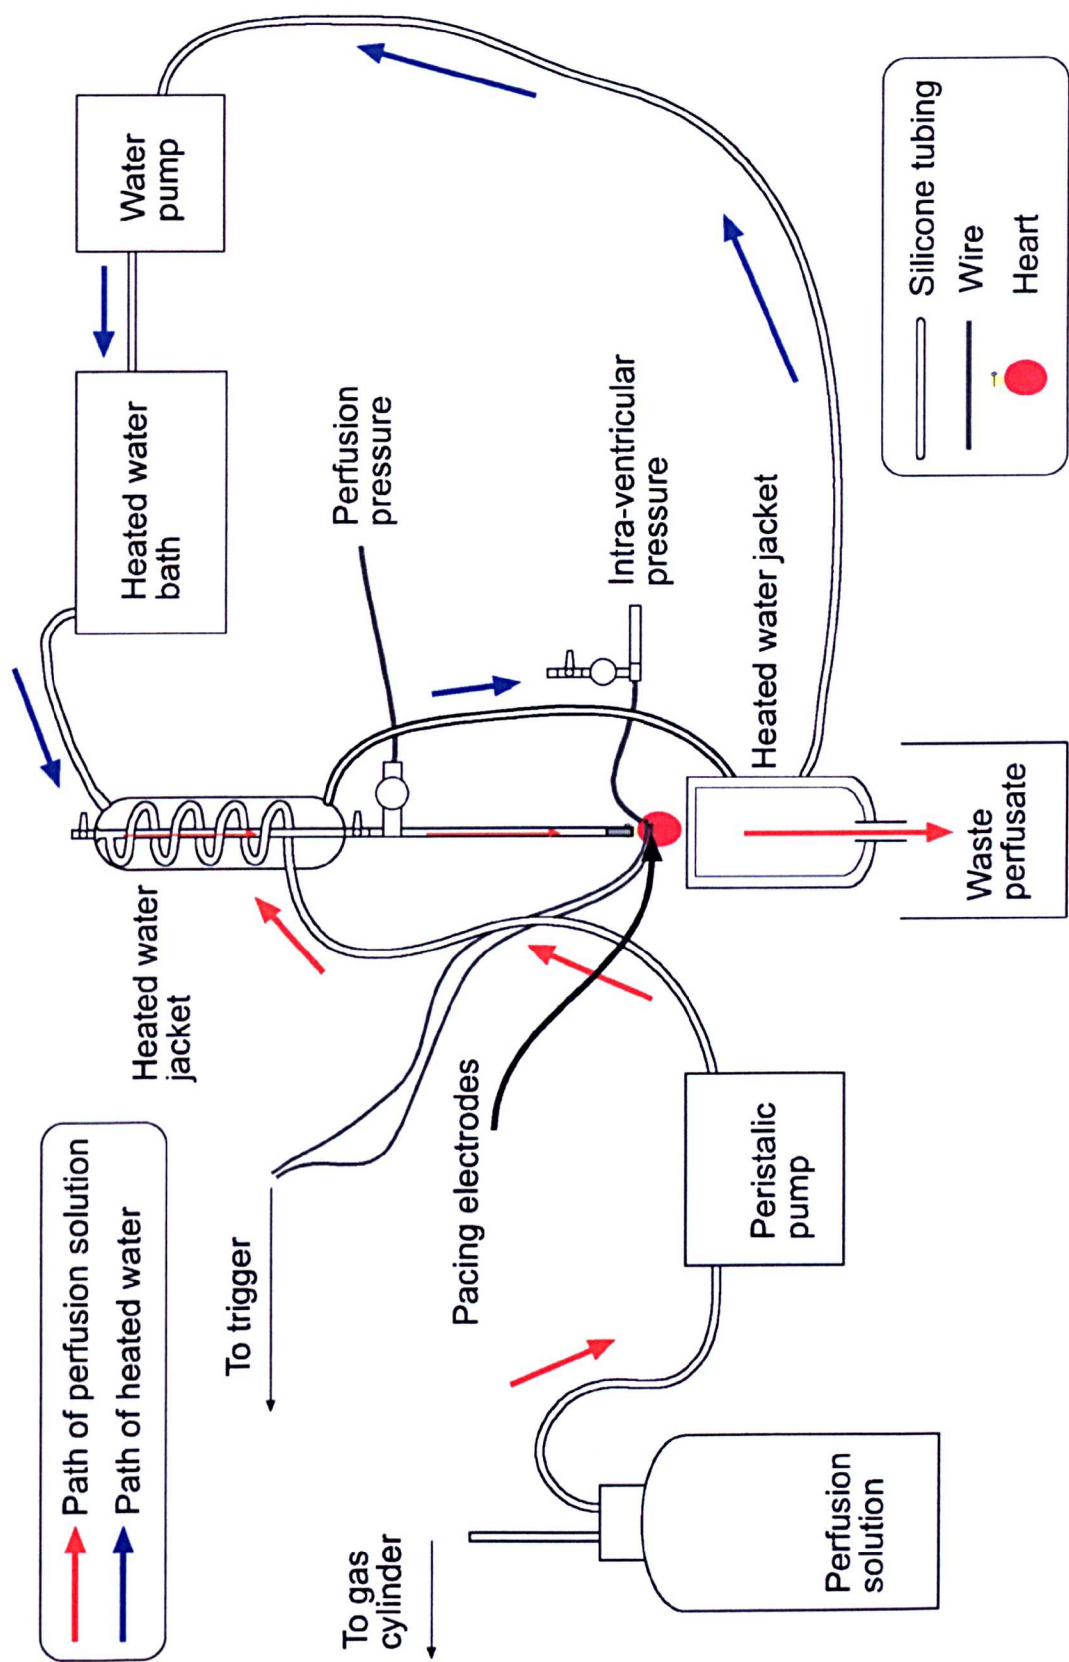 Path of perfusion solution
Path of heated water
To gas
cylinder
To trigger
Heated water
jacket
Heated water
bath
Water
pump
Perfusion
pressure
Pacing electrodes
Intra-ventricular
pressure
Perfusion
solution
Peristalic
pump
Heated water jacket
Waste
perfusate
Silicone tubing
Wire
Heart